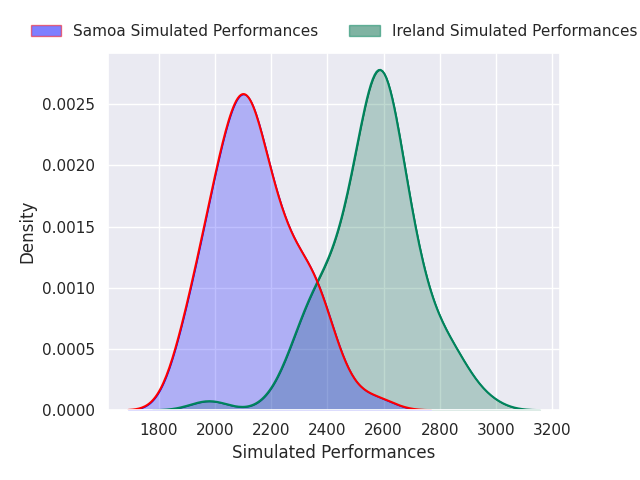 Samoa Simulated Performances Ireland Simulated Performances
0.0025
0.0020
0.0015
0.0010
0.0005
0.0000
Density
1800 2000 2200 2400 2600 2800 3000 3200
Simulated Performances